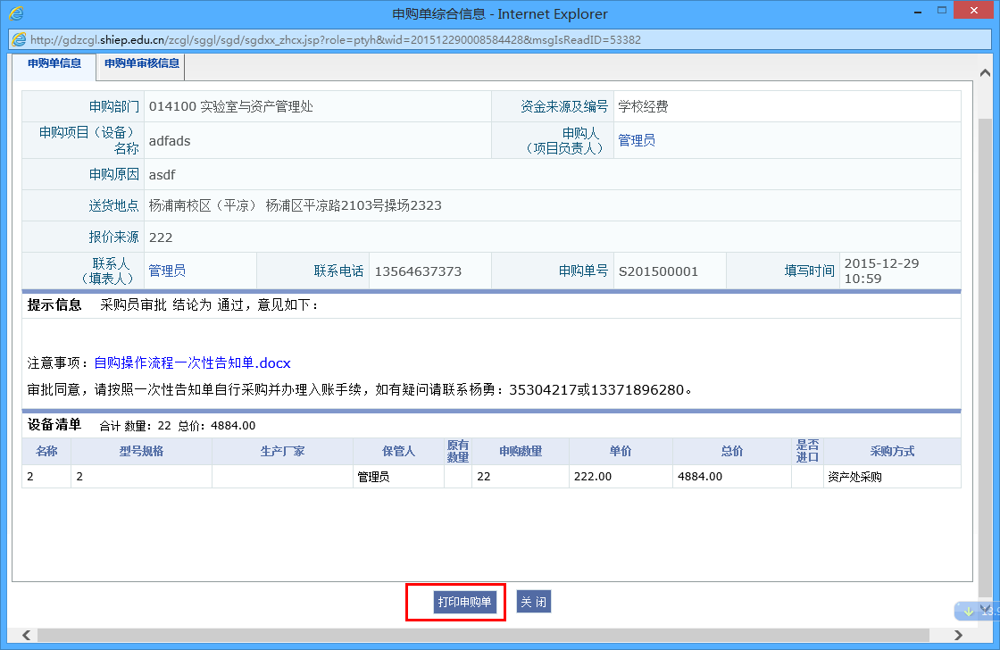 申购单综合信息 - Internet Explorer
http://gdzcgl.shiep.edu.cn/zcgl/sggl/sgd/sgdxx_zhcx.jsp?role=ptyh&wid=201512290008584428&msgIsReadID=53382
申购单信息 申购单审核信息
申购部门 014100 实验室与资产管理处 资金来源及编号 学校经费
申购项目（设备）
名称 adfads 申购人
（项目负责人） 管理员
申购原因 asdf
送货地点 杨浦南校区（平凉） 杨浦区平凉路2103号操场2323
报价来源 222
联系人
（填表人） 管理员 联系电话 13564637373 申购单号 S201500001 填写时间 2015-12-29
10:59
提示信息 采购员审批 结论为 通过，意见如下：
注意事项：自购操作流程一次性告知单.docx
审批同意，请按照一次性告知单自行采购并办理入账手续，如有疑问请联系杨勇：35304217或13371896280。
设备清单 合计 数量：22 总价：4884.00
名称 型号规格 生产厂家 保管人 原有
数量 申购数量 单价 总价 是否
进口 采购方式
2 2 管理员 22 222.00 4884.00 资产处采购
打印申购单 关 闭